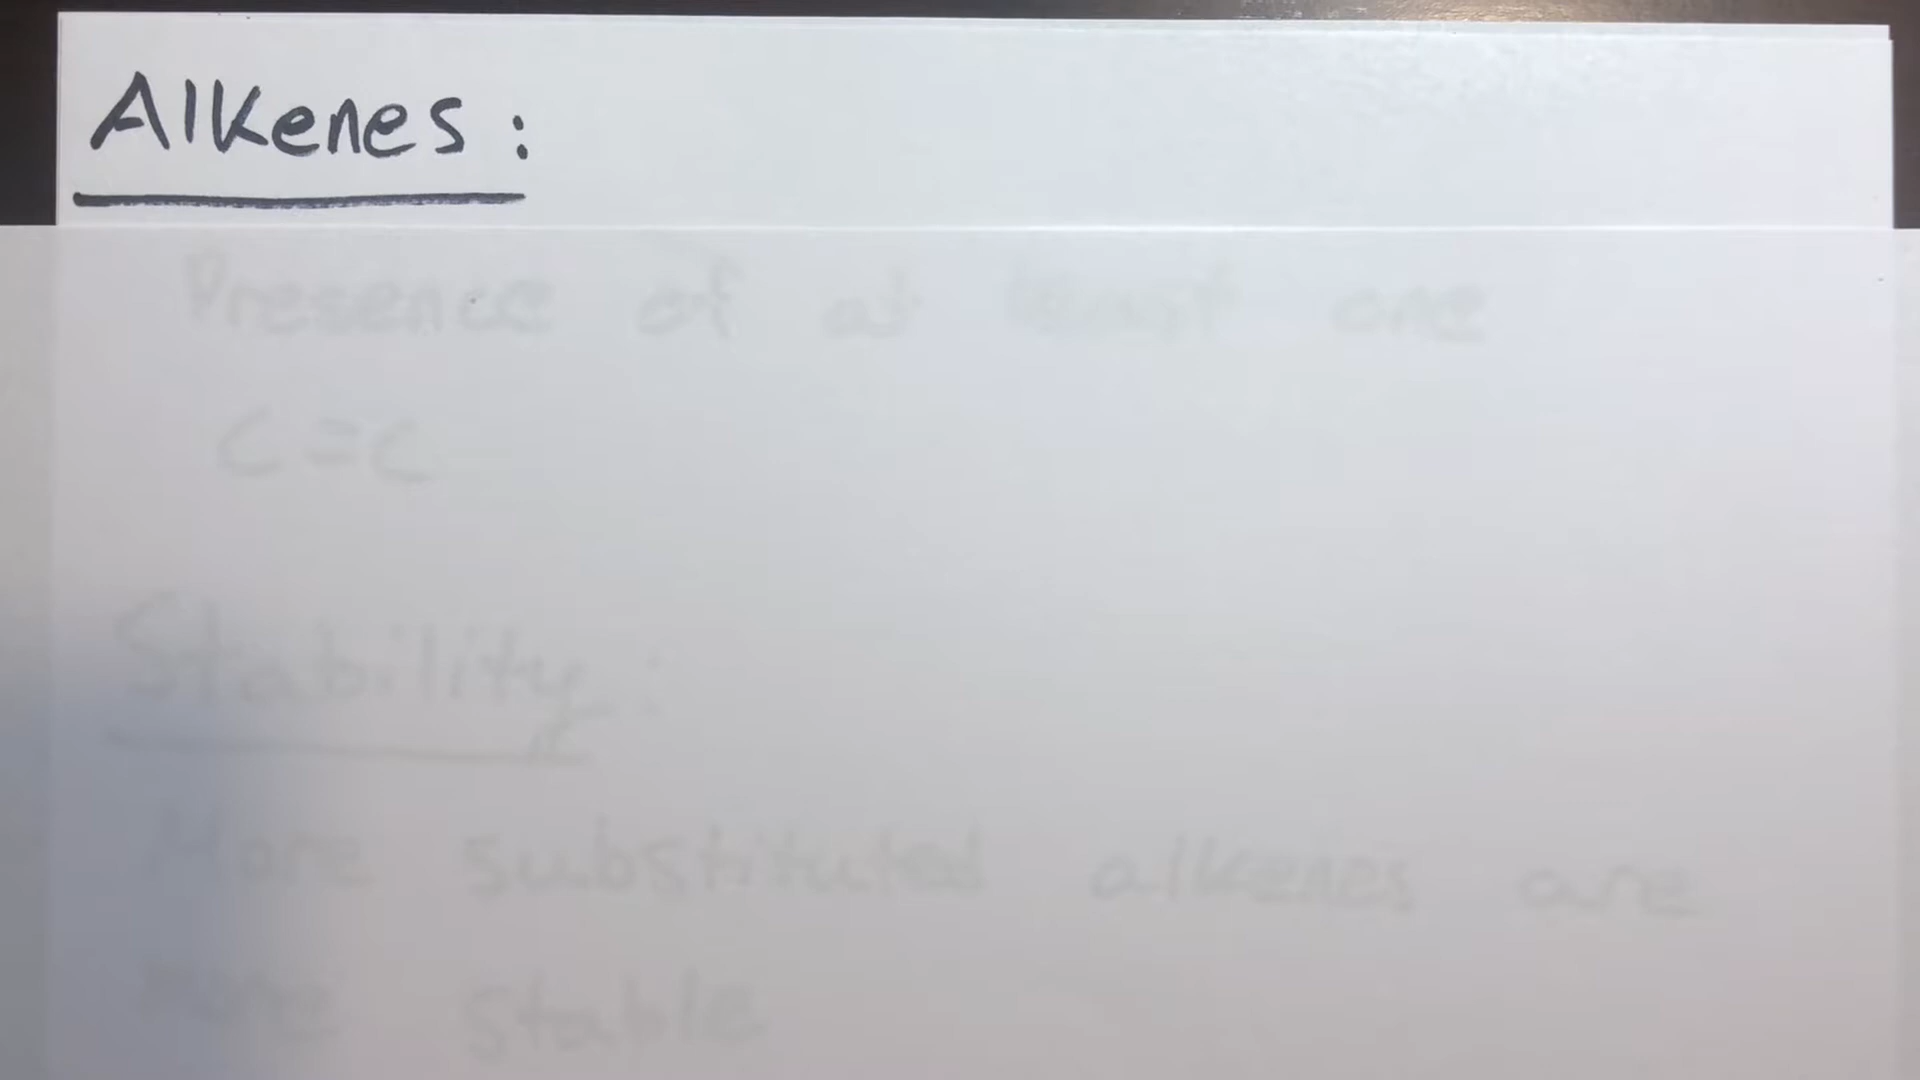 Alkenes:
Presence of at least one
C=C
Stability:
More substituted alkenes are
more stable